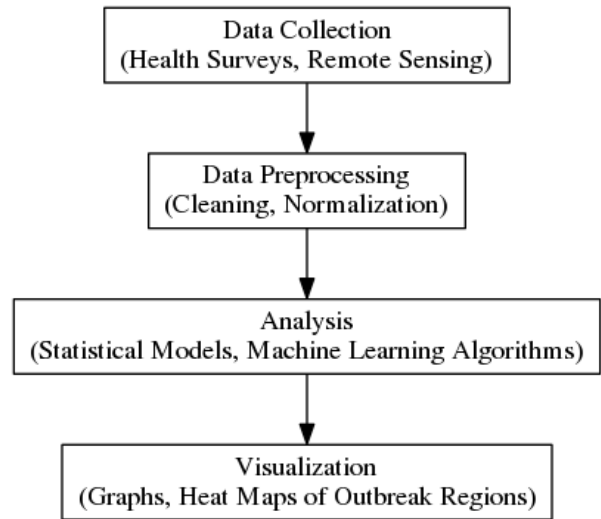 Data Collection
(Health Surveys, Remote Sensing)
Data Preprocessing
(Cleaning, Normalization)
Analysis
(Statistical Models, Machine Learning Algorithms)
Visualization
(Graphs, Heat Maps of Outbreak Regions)